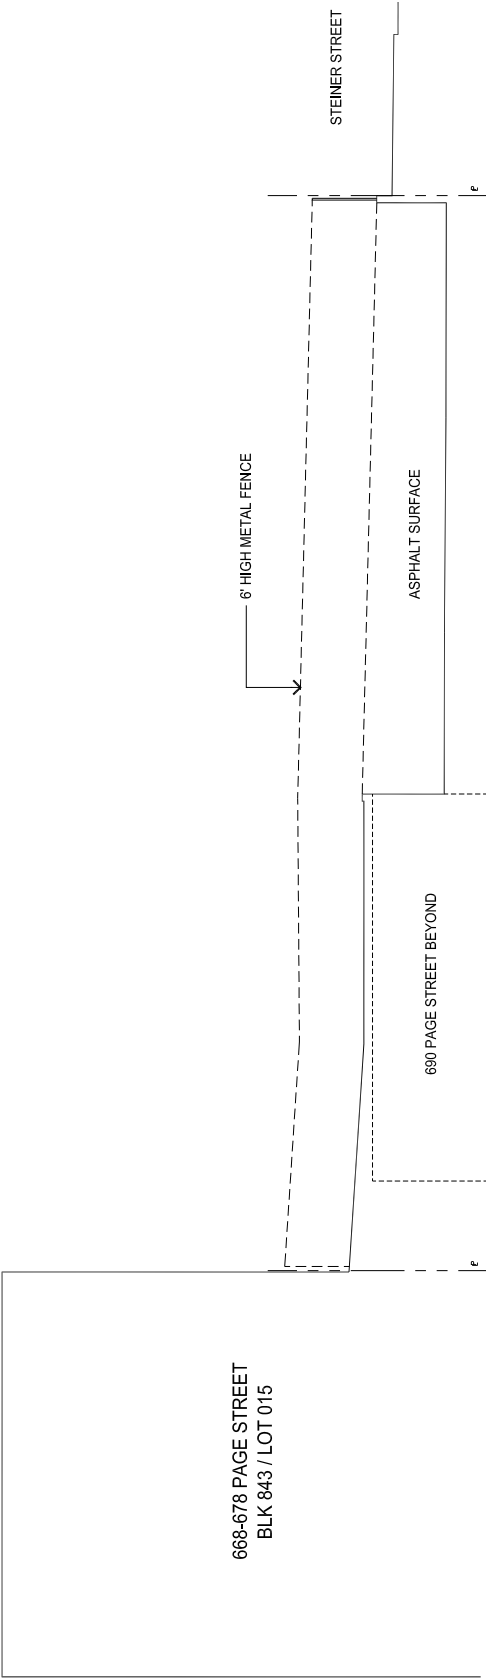 668-678 PAGE STREET
BLK 843 / LOT 015
6' HIGH METAL FENCE
690 PAGE STREET BEYOND
ASPHALT SURFACE
STEINER STREET